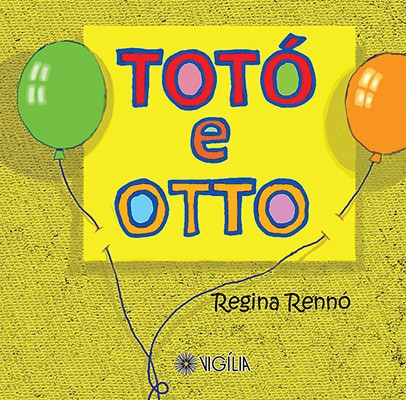 TOTÓ
e
OTTO
Regina Rennó
VIGÍLIA